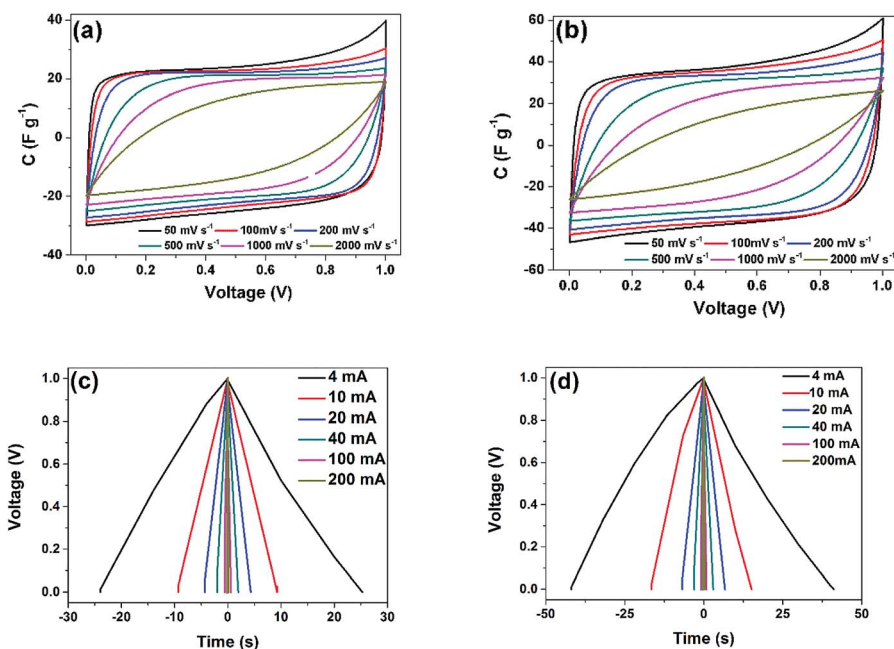 (a)
C (F g⁻¹)
40
20
0
-20
-40
50 mV s⁻¹ 100mV s⁻¹ 200 mV s⁻¹
500 mV s⁻¹ 1000 mV s⁻¹ 2000 mV s⁻¹
0.0 0.2 0.4 0.6 0.8 1.0
Voltage (V)
(b)
C (F g⁻¹)
60
40
20
0
-20
-40
-60
50 mV s⁻¹ 100mV s⁻¹ 200 mV s⁻¹
500 mV s⁻¹ 1000 mV s⁻¹ 2000 mV s⁻¹
0.0 0.2 0.4 0.6 0.8 1.0
Voltage (V)
(c)
Voltage (V)
1.0
0.8
0.6
0.4
0.2
0.0
4 mA
10 mA
20 mA
40 mA
100 mA
200 mA
-30 -20 -10 0 10 20 30
Time (s)
(d)
Voltage (V)
1.0
0.8
0.6
0.4
0.2
0.0
4 mA
10 mA
20 mA
40 mA
100 mA
200mA
-50 -25 0 25 50
Time (s)